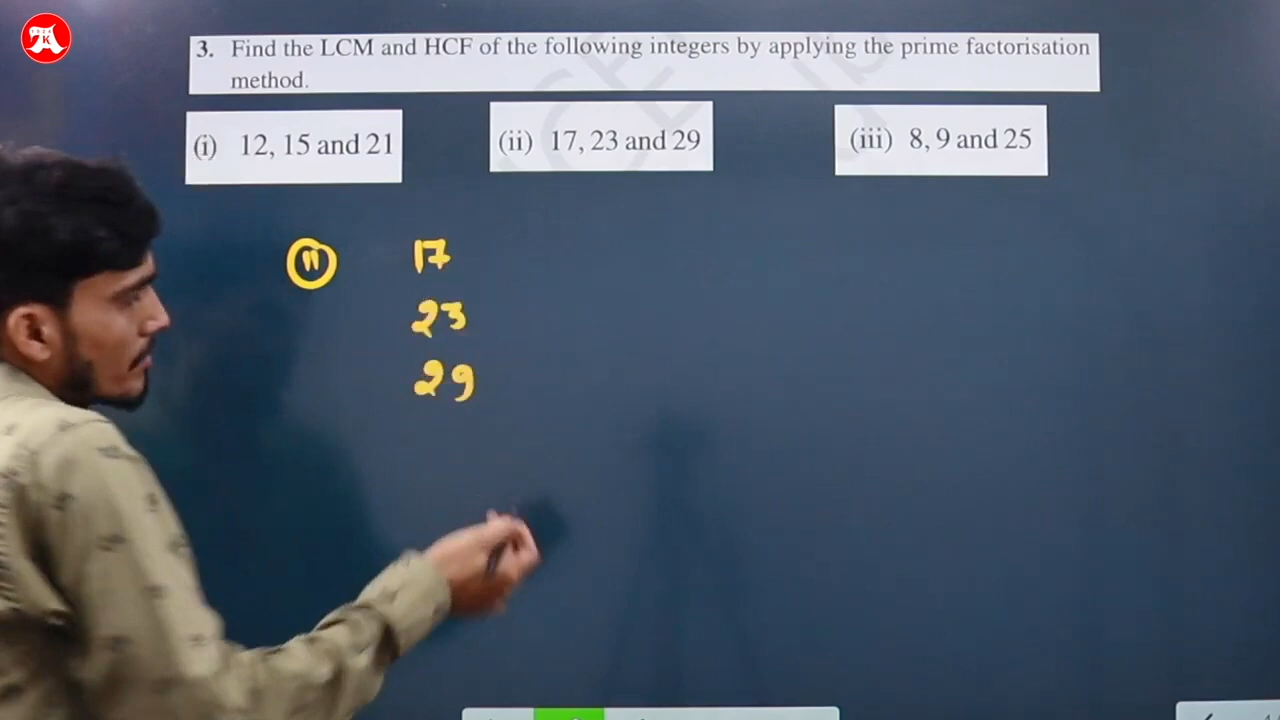 3. Find the LCM and HCF of the following integers by applying the prime factorisation
method.
(i) 12, 15 and 21
(ii) 17, 23 and 29
(iii) 8, 9 and 25
(ii) 17
23
29